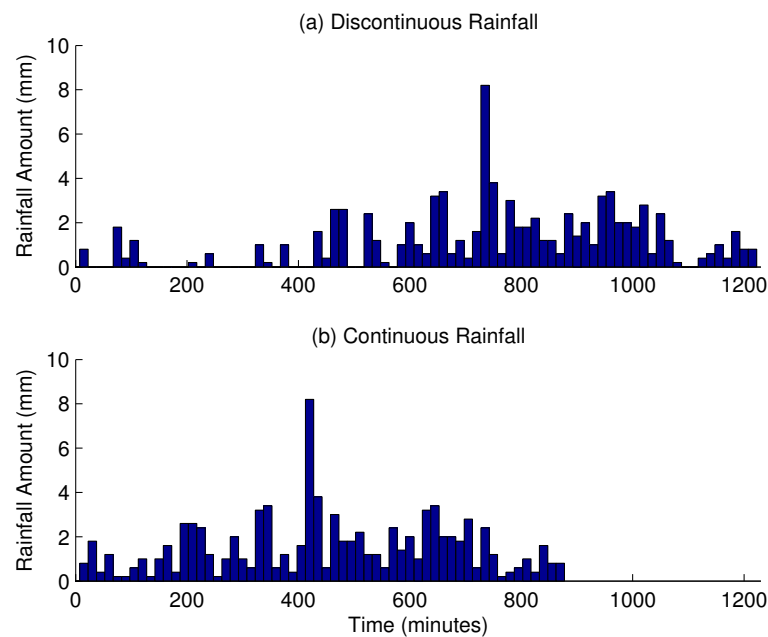 (a) Discontinuous Rainfall
10
8
6
4
2
0
Rainfall Amount (mm)
0 200 400 600 800 1000 1200
(b) Continuous Rainfall
10
8
6
4
2
0
Rainfall Amount (mm)
0 200 400 600 800 1000 1200
Time (minutes)